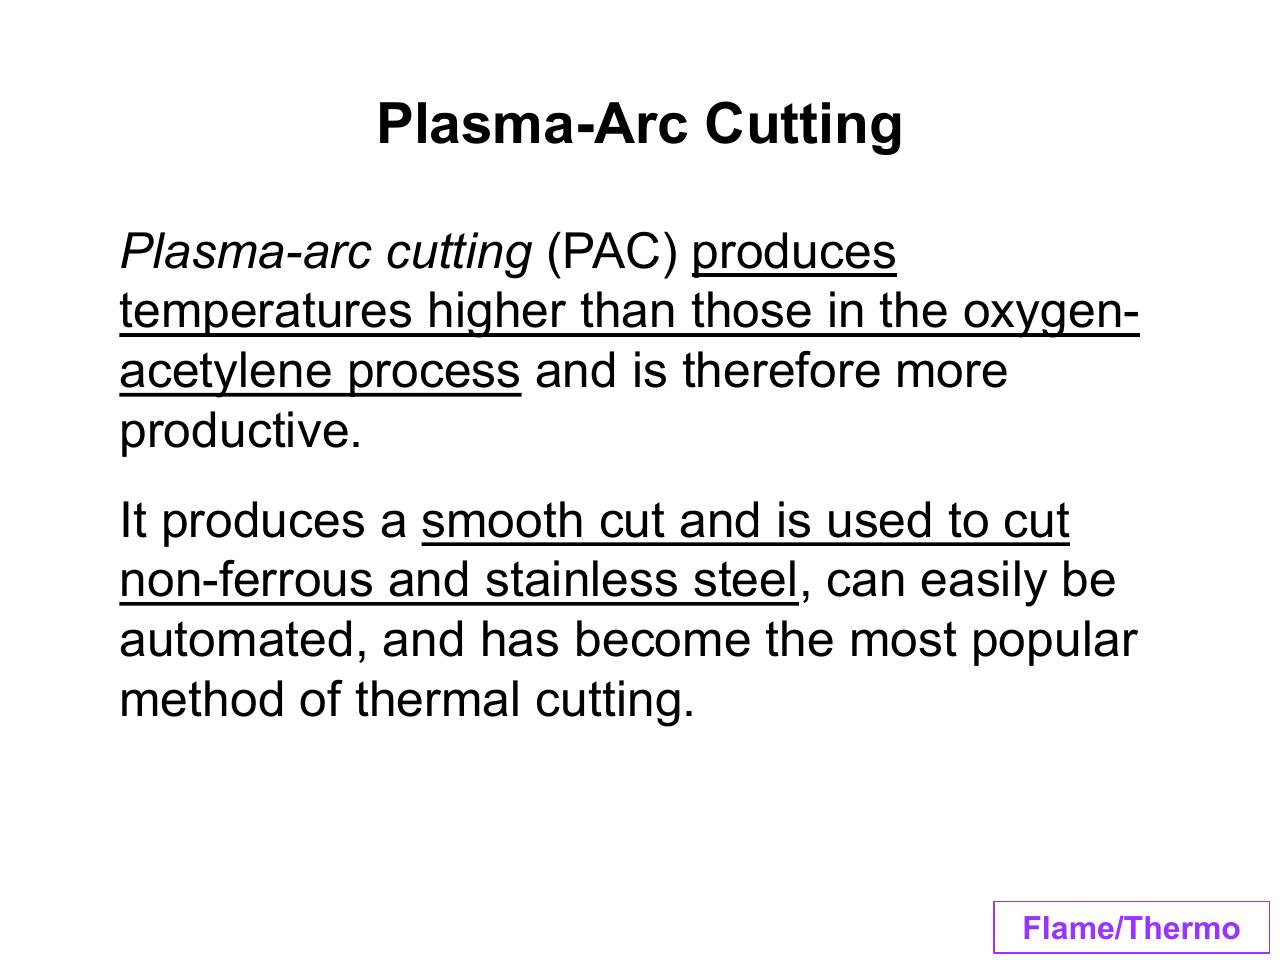 Plasma-Arc Cutting
Plasma-arc cutting (PAC) produces
temperatures higher than those in the oxygen-
acetylene process and is therefore more
productive.
It produces a smooth cut and is used to cut
non-ferrous and stainless steel, can easily be
automated, and has become the most popular
method of thermal cutting.
Flame/Thermo